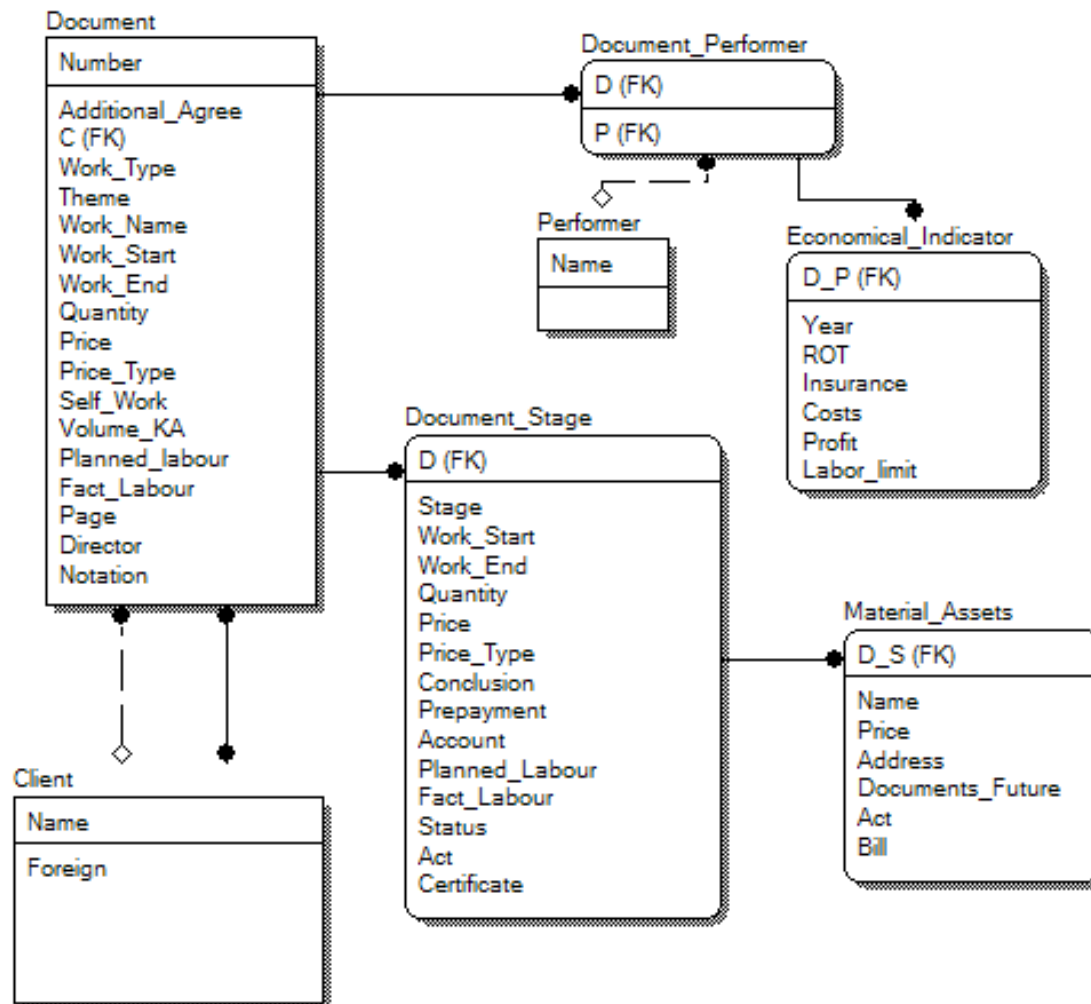 Document
Number
Additional_Agree
C (FK)
Work_Type
Theme
Work_Name
Work_Start
Work_End
Quantity
Price
Price_Type
Self_Work
Volume_KA
Planned_labour
Fact_Labour
Page
Director
Notation
Document_Performer
D (FK)
P (FK)
Performer
Name
Economical_Indicator
D_P (FK)
Year
ROT
Insurance
Costs
Profit
Labor_limit
Document_Stage
D (FK)
Stage
Work_Start
Work_End
Quantity
Price
Price_Type
Conclusion
Prepayment
Account
Planned_Labour
Fact_Labour
Status
Act
Certificate
Material_Assets
D_S (FK)
Name
Price
Address
Documents_Future
Act
Bill
Client
Name
Foreign